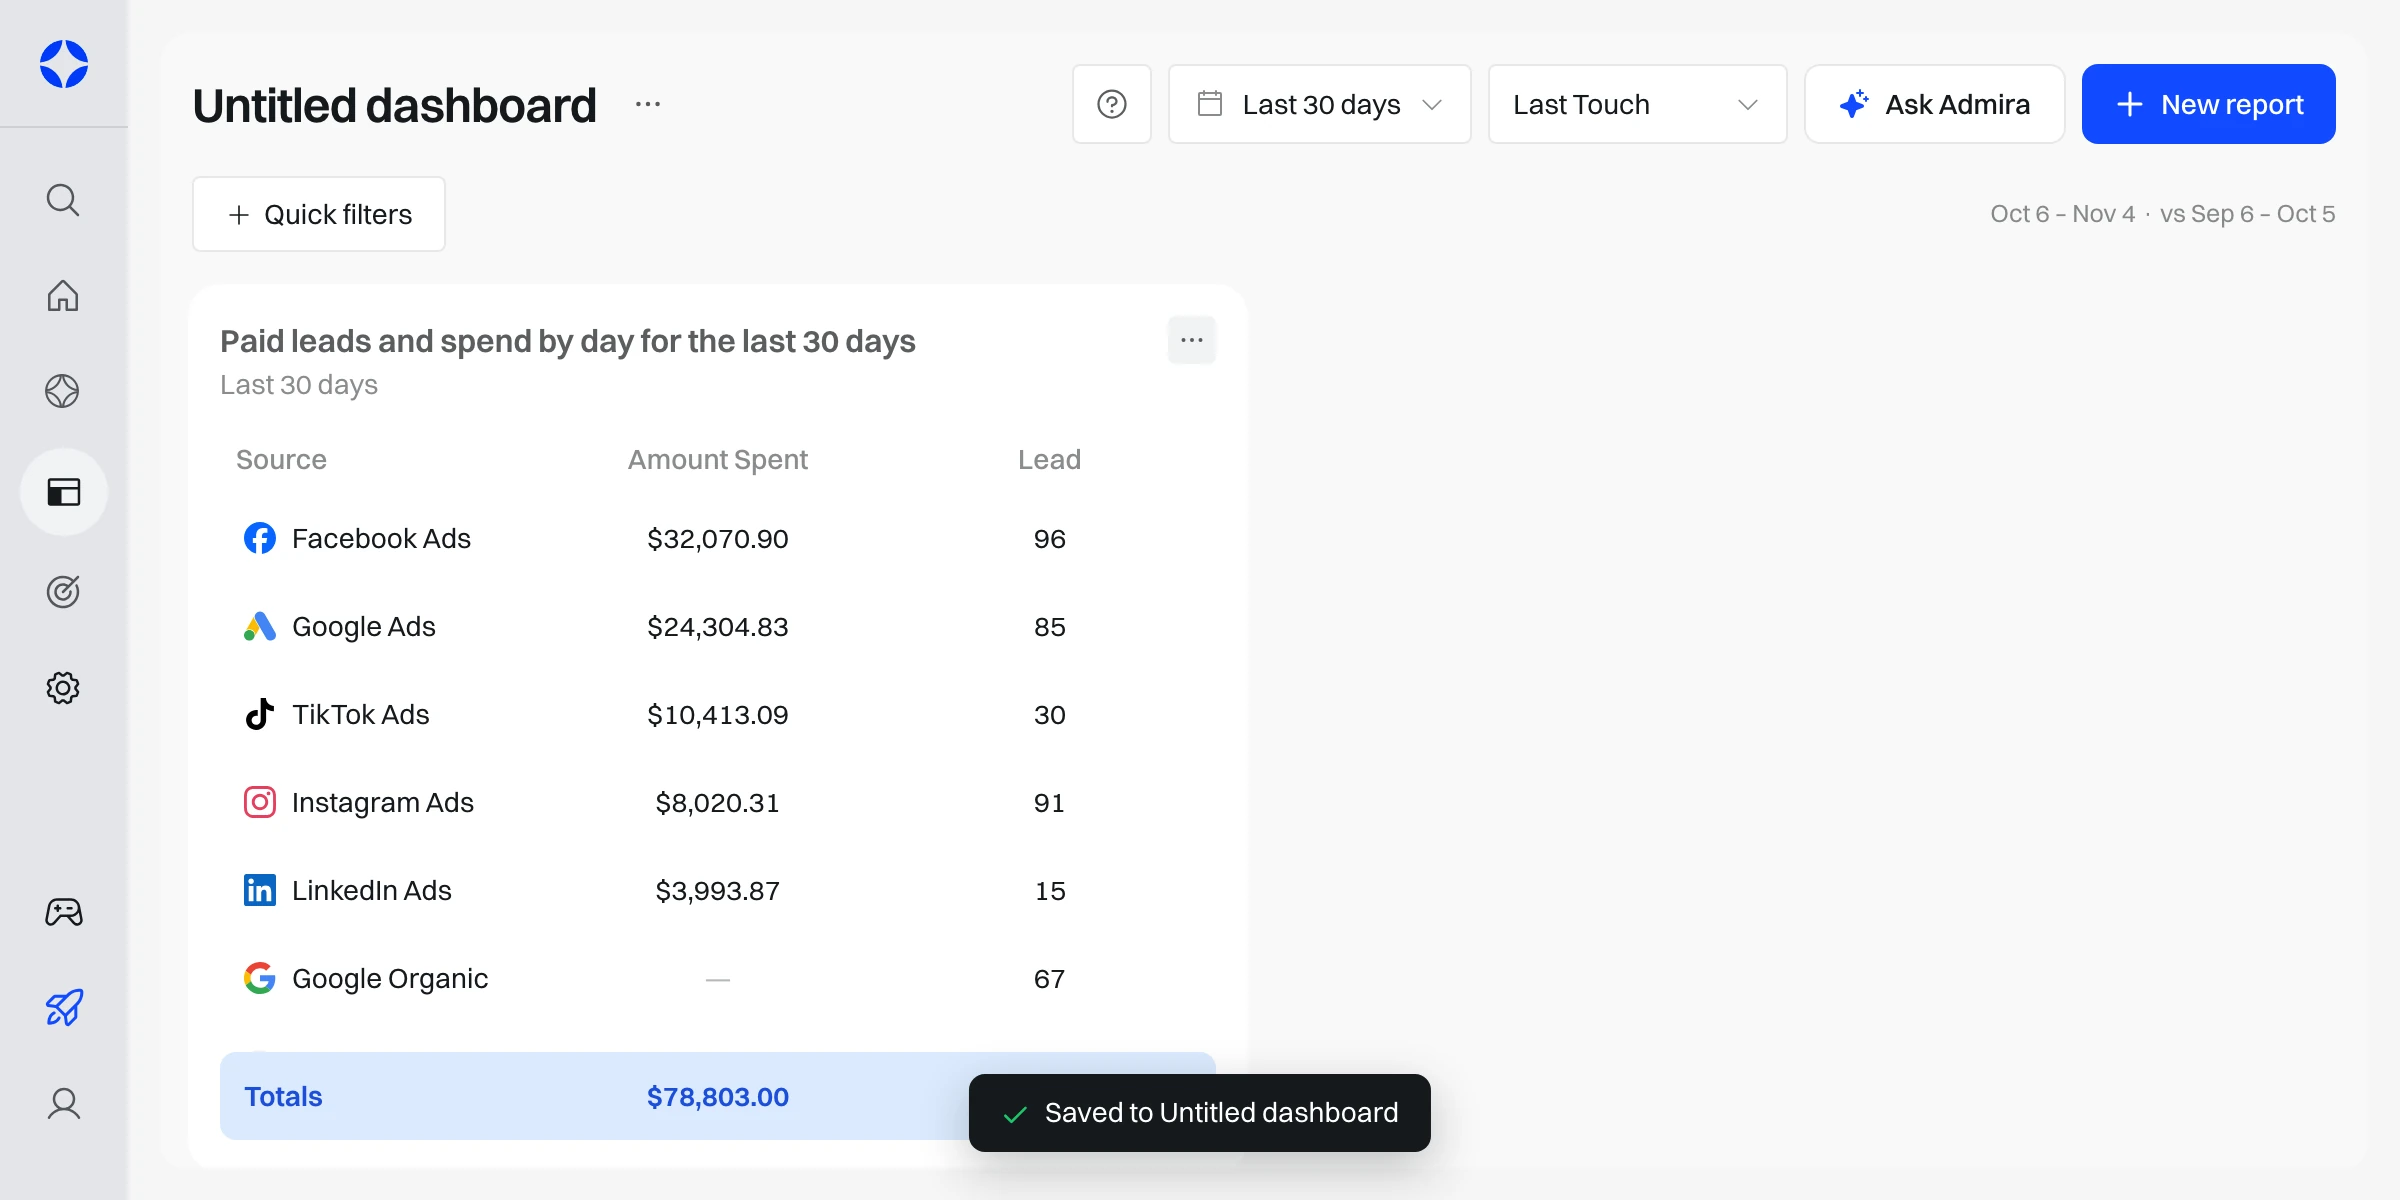 Untitled dashboard
Last 30 days
Last Touch
Ask Admira
New report
Quick filters
Oct 6 – Nov 4 · vs Sep 6 – Oct 5
Paid leads and spend by day for the last 30 days
Last 30 days
Source Amount Spent Lead
Facebook Ads $32,070.90 96
Google Ads $24,304.83 85
TikTok Ads $10,413.09 30
Instagram Ads $8,020.31 91
LinkedIn Ads $3,993.87 15
Google Organic — 67
Totals $78,803.00
Saved to Untitled dashboard